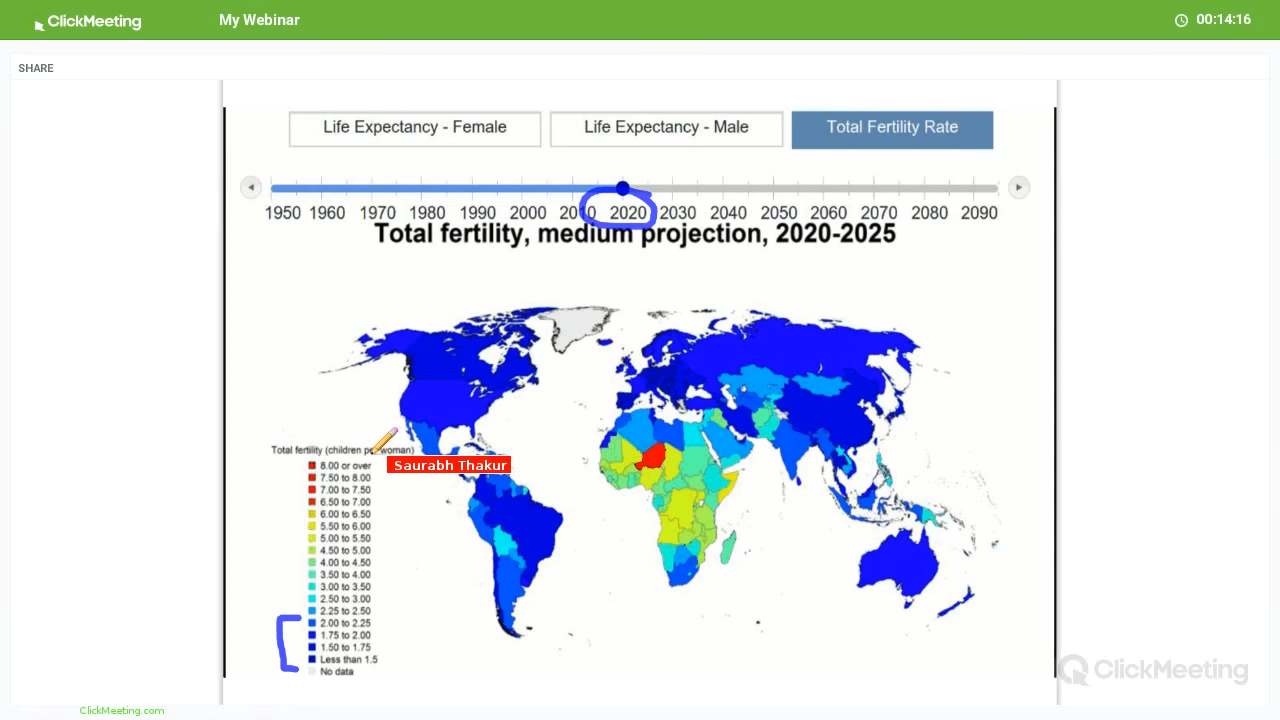 ClickMeeting
My Webinar
00:14:16
SHARE
Life Expectancy - Female
Life Expectancy - Male
Total Fertility Rate
1950 1960 1970 1980 1990 2000 2010 2020 2030 2040 2050 2060 2070 2080 2090
Total fertility, medium projection, 2020-2025
Total fertility (children per woman)
Saurabh Thakur
8.00 or over
7.50 to 8.00
7.00 to 7.50
6.50 to 7.00
6.00 to 6.50
5.50 to 6.00
5.00 to 5.50
4.50 to 5.00
4.00 to 4.50
3.50 to 4.00
3.00 to 3.50
2.50 to 3.00
2.25 to 2.50
2.00 to 2.25
1.75 to 2.00
1.50 to 1.75
Less than 1.5
No data
ClickMeeting
ClickMeeting.com